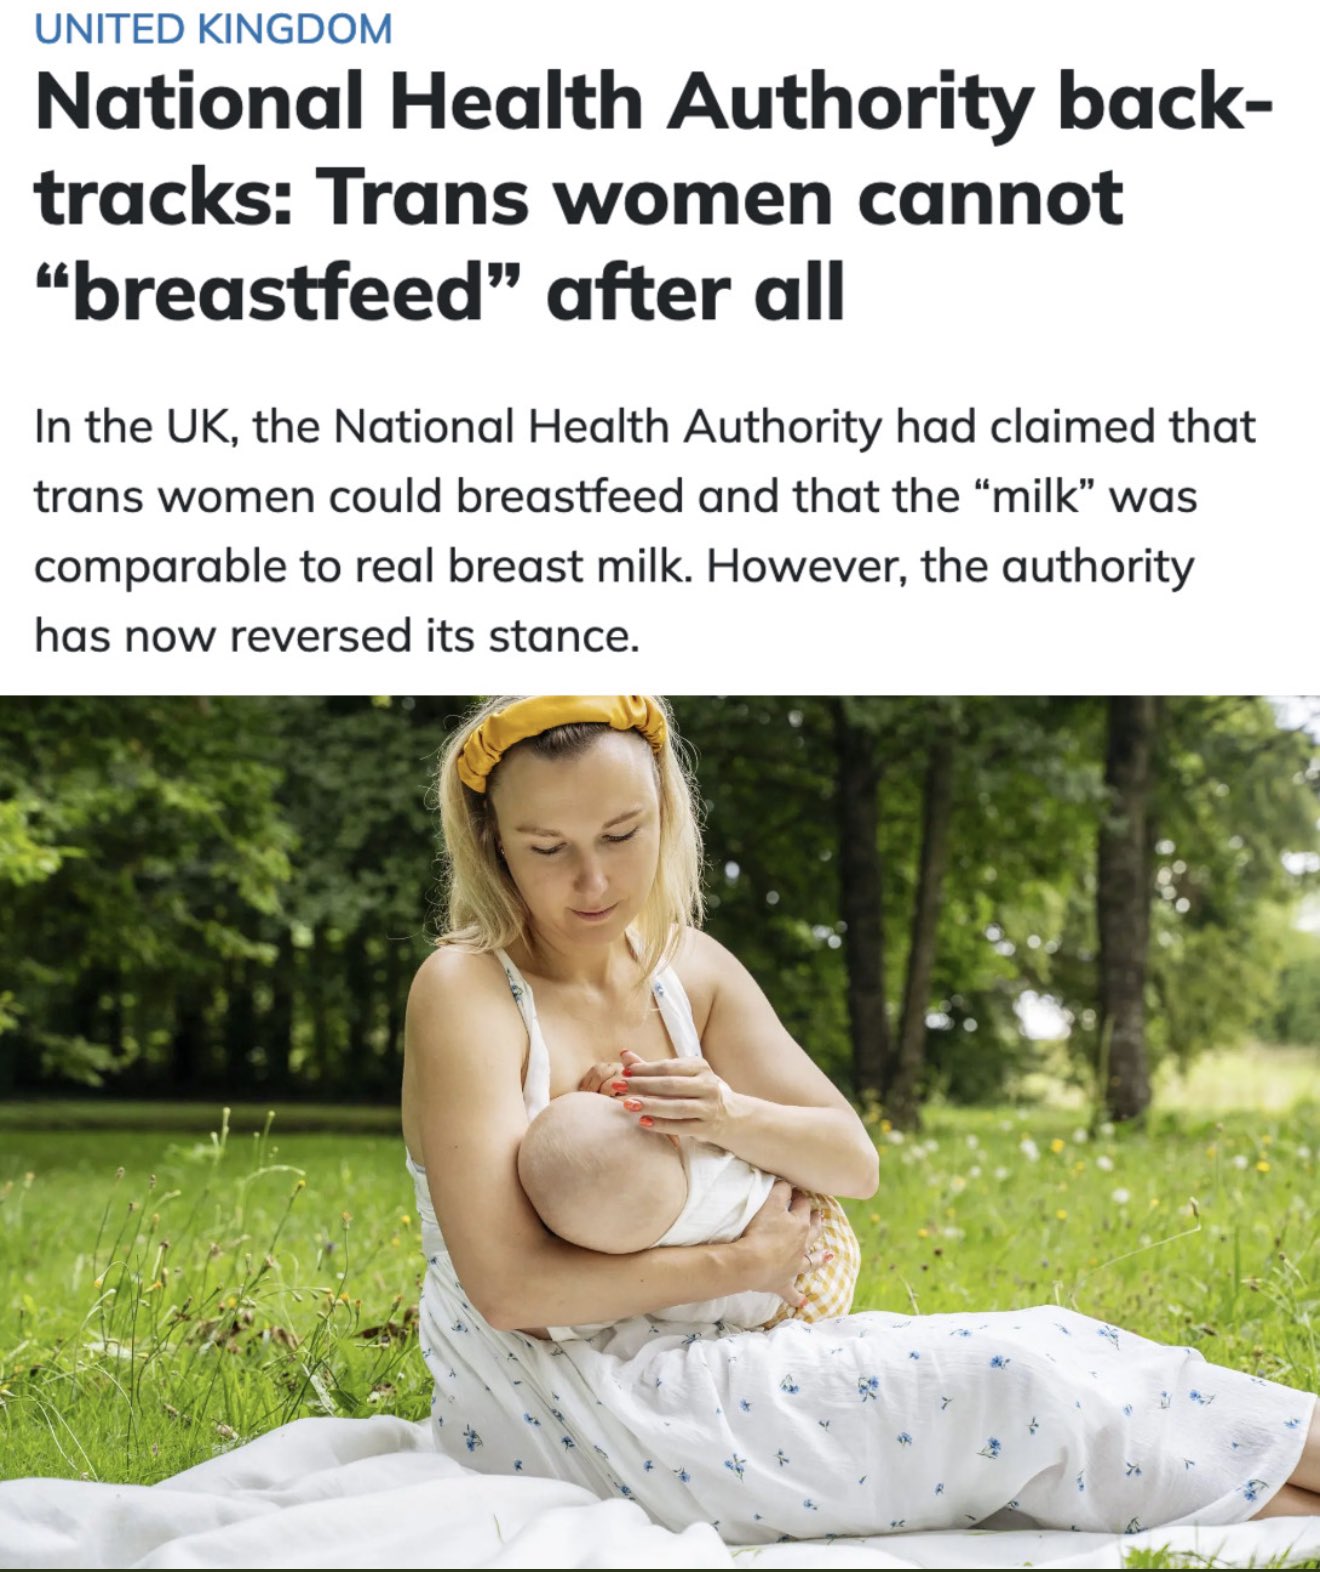 UNITED KINGDOM
National Health Authority back-
tracks: Trans women cannot
“breastfeed” after all
In the UK, the National Health Authority had claimed that
trans women could breastfeed and that the “milk” was
comparable to real breast milk. However, the authority
has now reversed its stance.